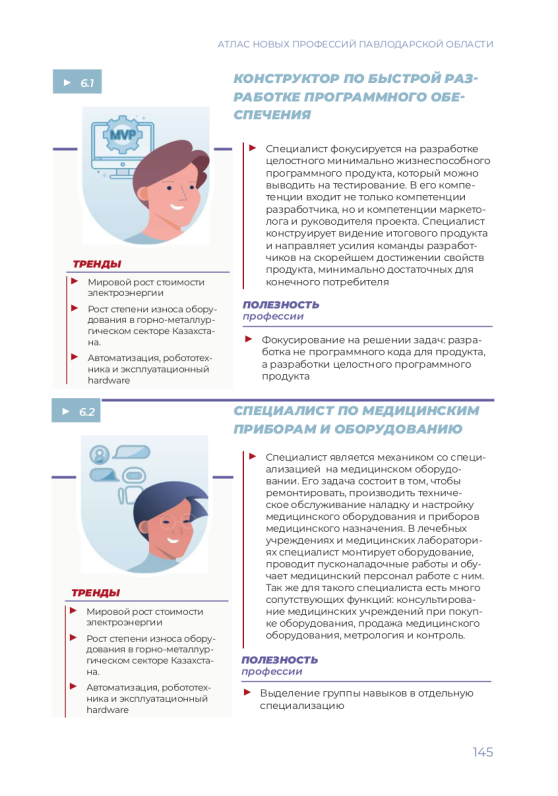 АТЛАС НОВЫХ ПРОФЕССИЙ ПАВЛОДАРСКОЙ ОБЛАСТИ
6.1
КОНСТРУКТОР ПО БЫСТРОЙ РАЗ-
РАБОТКЕ ПРОГРАММНОГО ОБЕ-
СПЕЧЕНИЯ
MVP
Специалист фокусируется на разработке
целостного минимально жизнеспособного
программного продукта, который можно
выводить на тестирование. В его компе-
тенции входит не только компетенции
разработчика, но и компетенции маркето-
лога и руководителя проекта. Специалист
конструирует видение итогового продукта
и направляет усилия команды разработ-
чиков на скорейшем достижении свойств
продукта, минимально достаточных для
конечного потребителя
ТРЕНДЫ
Мировой рост стоимости
электроэнергии
Рост степени износа обору-
дования в горно-металлур-
гическом секторе Казахста-
на.
Автоматизация, робототех-
ника и эксплуатационный
hardware
ПОЛЕЗНОСТЬ
профессии
Фокусирование на решении задач: разра-
ботка не программного кода для продукта,
а разработки целостного программного
продукта
6.2
СПЕЦИАЛИСТ ПО МЕДИЦИНСКИМ
ПРИБОРАМ И ОБОРУДОВАНИЮ
Специалист является механиком со специ-
ализацией на медицинском оборудо-
вании. Его задача состоит в том, чтобы
ремонтировать, производить техниче-
ское обслуживание наладку и настройку
медицинского оборудования и приборов
медицинского назначения. В лечебных
учреждениях и медицинских лаборатори-
ях специалист монтирует оборудование,
проводит пусконаладочные работы и обу-
чает медицинский персонал работе с ним.
Так же для такого специалиста есть много
сопутствующих функций: консультирова-
ние медицинских учреждений при покуп-
ке оборудования, продажа медицинского
оборудования, метрология и контроль.
ТРЕНДЫ
Мировой рост стоимости
электроэнергии
Рост степени износа обору-
дования в горно-металлур-
гическом секторе Казахста-
на.
Автоматизация, робототех-
ника и эксплуатационный
hardware
ПОЛЕЗНОСТЬ
профессии
Выделение группы навыков в отдельную
специализацию
145